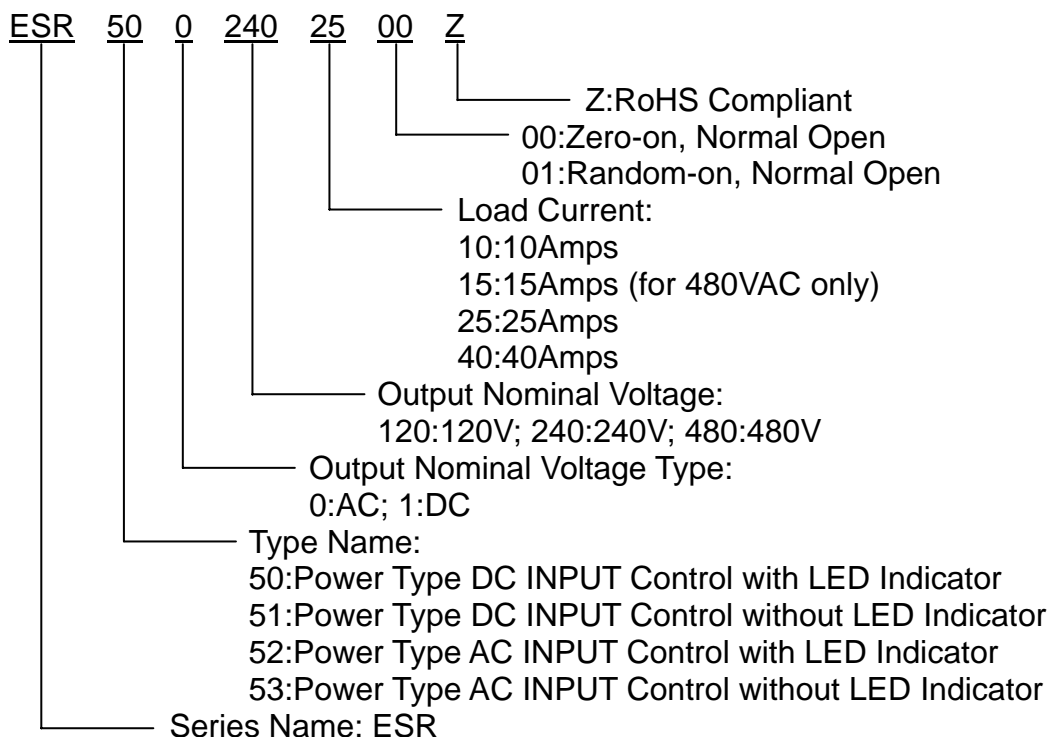 ESR 50 0 240 25 00 Z
Z:RoHS Compliant
00:Zero-on, Normal Open
01:Random-on, Normal Open
Load Current:
10:10Amps
15:15Amps (for 480VAC only)
25:25Amps
40:40Amps
Output Nominal Voltage:
120:120V; 240:240V; 480:480V
Output Nominal Voltage Type:
0:AC; 1:DC
Type Name:
50:Power Type DC INPUT Control with LED Indicator
51:Power Type DC INPUT Control without LED Indicator
52:Power Type AC INPUT Control with LED Indicator
53:Power Type AC INPUT Control without LED Indicator
Series Name: ESR